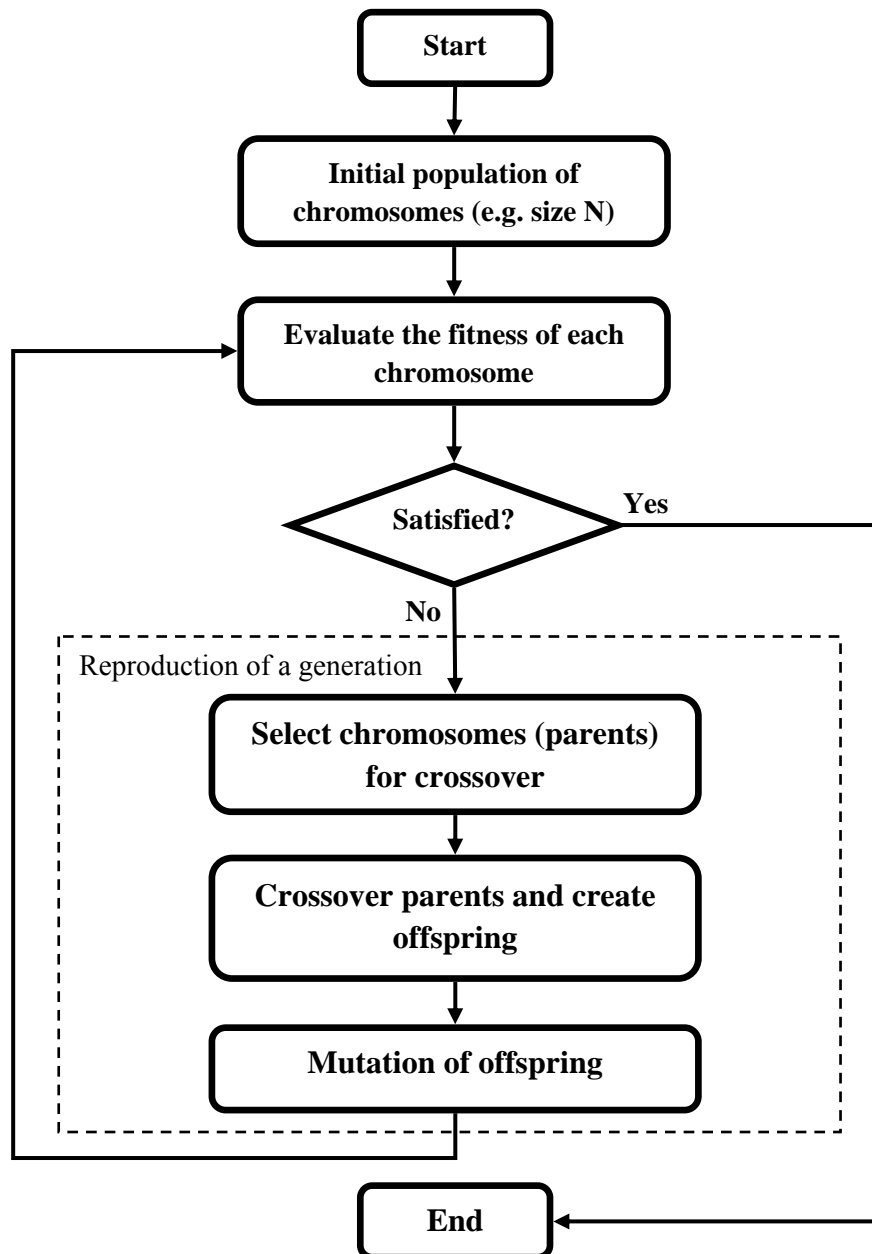 Start
Initial population of
chromosomes (e.g. size N)
Evaluate the fitness of each
chromosome
Satisfied?
Yes
No
Reproduction of a generation
Select chromosomes (parents)
for crossover
Crossover parents and create
offspring
Mutation of offspring
End